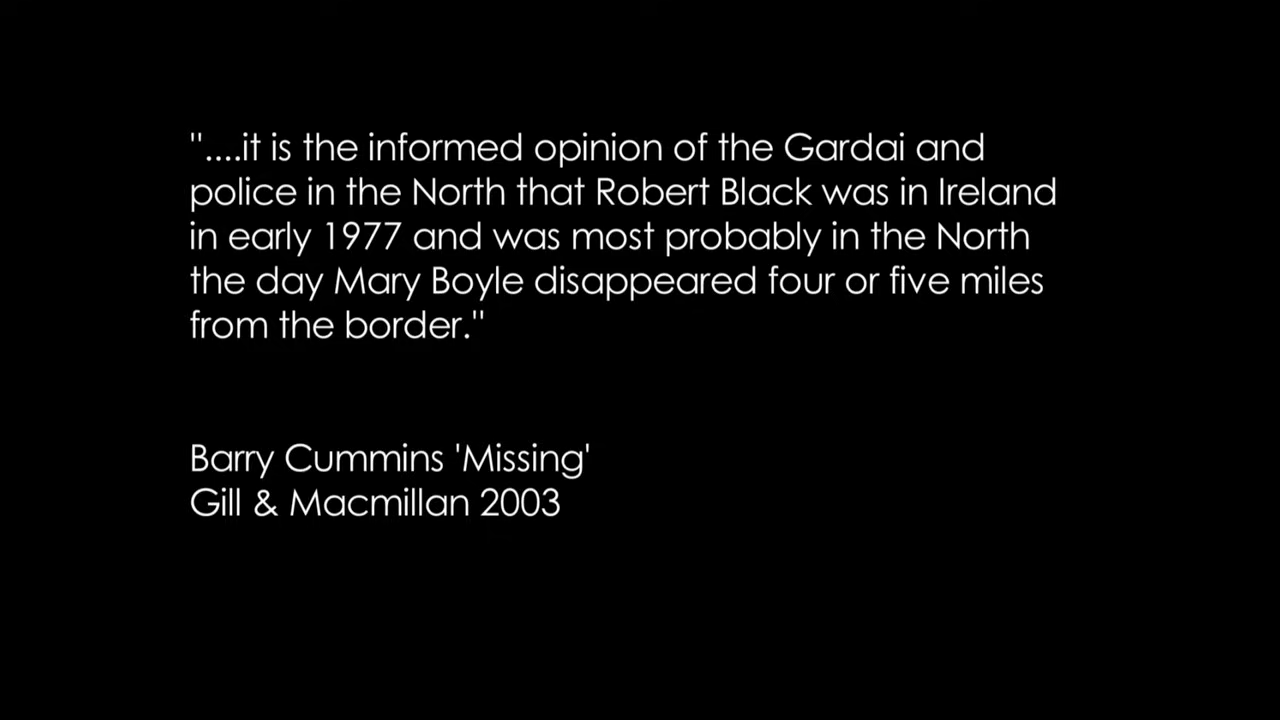 "....it is the informed opinion of the Gardai and
police in the North that Robert Black was in Ireland
in early 1977 and was most probably in the North
the day Mary Boyle disappeared four or five miles
from the border."
Barry Cummins 'Missing'
Gill & Macmillan 2003